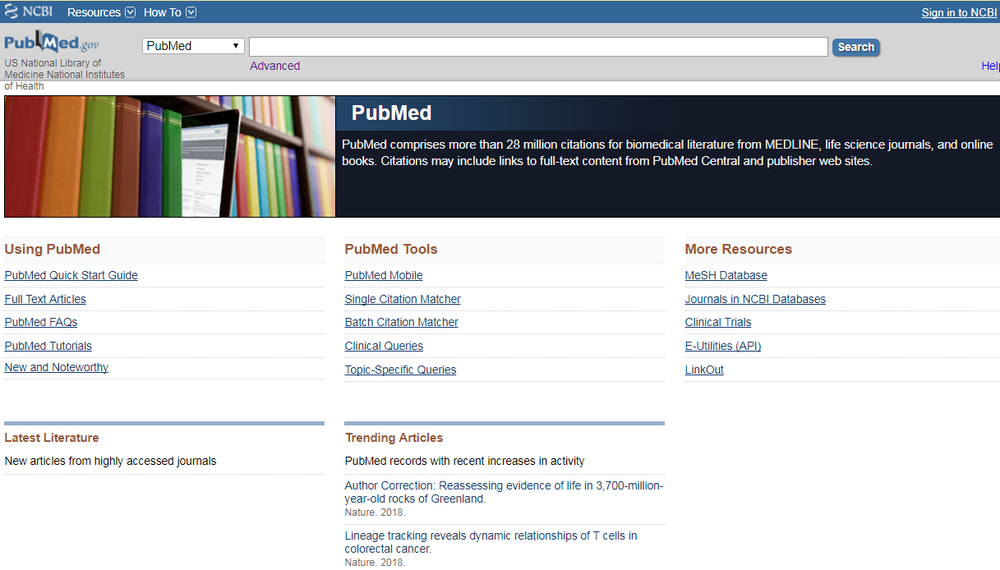 NCBI Resources How To Sign in to NCBI
PubMed.gov
US National Library of
Medicine National Institutes
of Health
PubMed
Search
Advanced
Help
PubMed
PubMed comprises more than 28 million citations for biomedical literature from MEDLINE, life science journals, and online
books. Citations may include links to full-text content from PubMed Central and publisher web sites.
Using PubMed
PubMed Quick Start Guide
Full Text Articles
PubMed FAQs
PubMed Tutorials
New and Noteworthy
PubMed Tools
PubMed Mobile
Single Citation Matcher
Batch Citation Matcher
Clinical Queries
Topic-Specific Queries
More Resources
MeSH Database
Journals in NCBI Databases
Clinical Trials
E-Utilities (API)
LinkOut
Latest Literature
New articles from highly accessed journals
Trending Articles
PubMed records with recent increases in activity
Author Correction: Reassessing evidence of life in 3,700-million-
year-old rocks of Greenland.
Nature. 2018.
Lineage tracking reveals dynamic relationships of T cells in
colorectal cancer.
Nature. 2018.